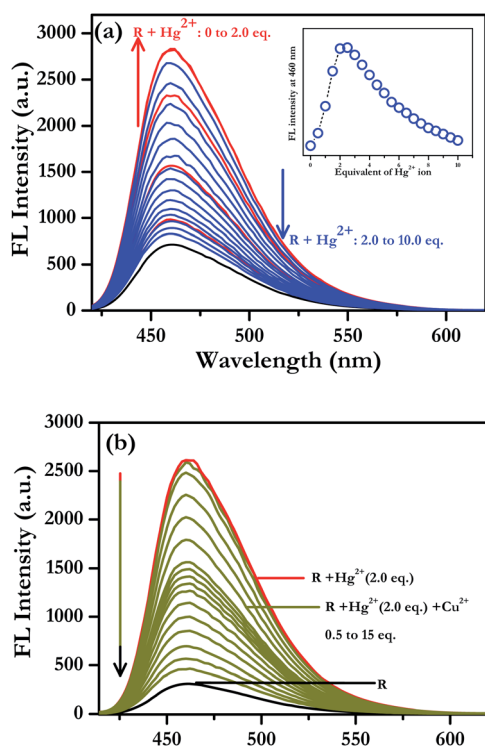 (a)
R + Hg²⁺ : 0 to 2.0 eq.
R + Hg²⁺ : 2.0 to 10.0 eq.
FL intensity at 460 nm
0 2 4 6 8 10
Equivalent of Hg²⁺ ion
FL Intensity (a.u.)
3000
2500
2000
1500
1000
500
0
450 500 550 600
Wavelength (nm)
(b)
FL Intensity (a.u.)
3000
2500
2000
1500
1000
500
0
R +Hg²⁺(2.0 eq.)
R +Hg²⁺(2.0 eq.) +Cu²⁺
0.5 to 15 eq.
R
450 500 550 600